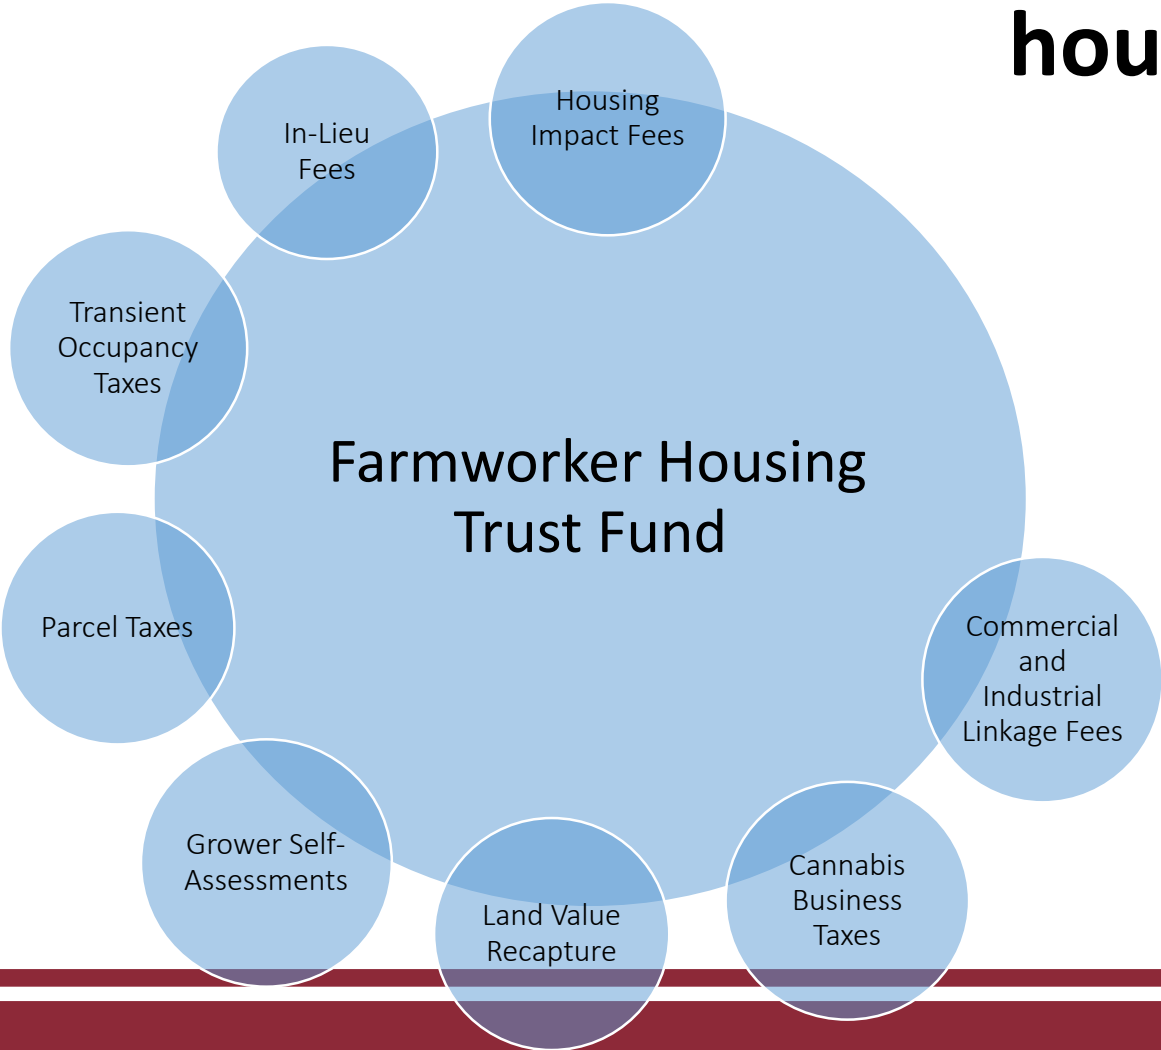 hou
Housing
Impact Fees
In-Lieu
Fees
Transient
Occupancy
Taxes
Farmworker Housing
Trust Fund
Parcel Taxes
Commercial
and
Industrial
Linkage Fees
Grower Self-
Assessments
Cannabis
Business
Taxes
Land Value
Recapture